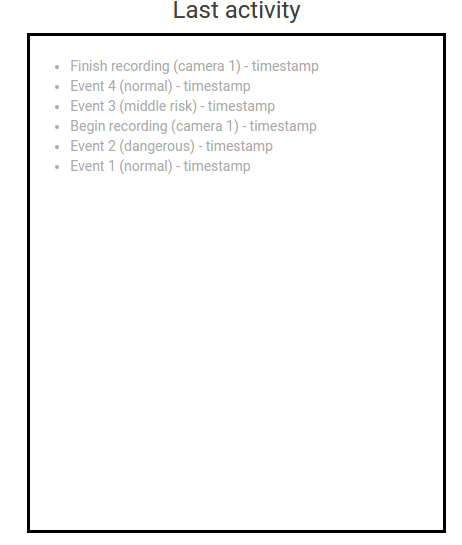 Last activity
Finish recording (camera 1) - timestamp
Event 4 (normal) - timestamp
Event 3 (middle risk) - timestamp
Begin recording (camera 1) - timestamp
Event 2 (dangerous) - timestamp
Event 1 (normal) - timestamp